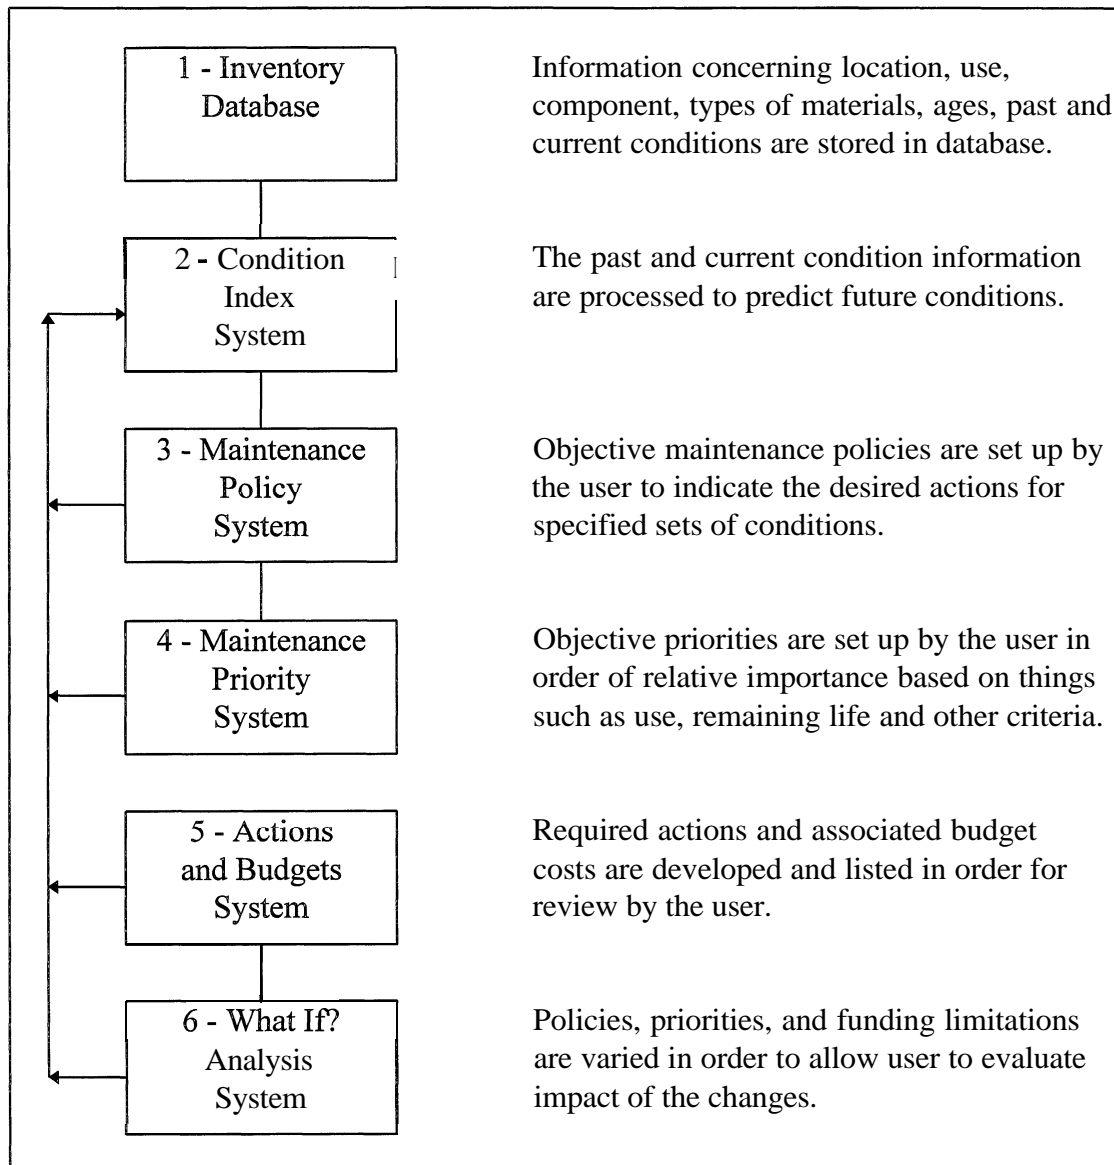 1 - Inventory
Database
Information concerning location, use,
component, types of materials, ages, past and
current conditions are stored in database.
2 - Condition
Index
System
The past and current condition information
are processed to predict future conditions.
3 - Maintenance
Policy
System
Objective maintenance policies are set up by
the user to indicate the desired actions for
specified sets of conditions.
4 - Maintenance
Priority
System
Objective priorities are set up by the user in
order of relative importance based on things
such as use, remaining life and other criteria.
5 - Actions
and Budgets
System
Required actions and associated budget
costs are developed and listed in order for
review by the user.
6 - What If?
Analysis
System
Policies, priorities, and funding limitations
are varied in order to allow user to evaluate
impact of the changes.